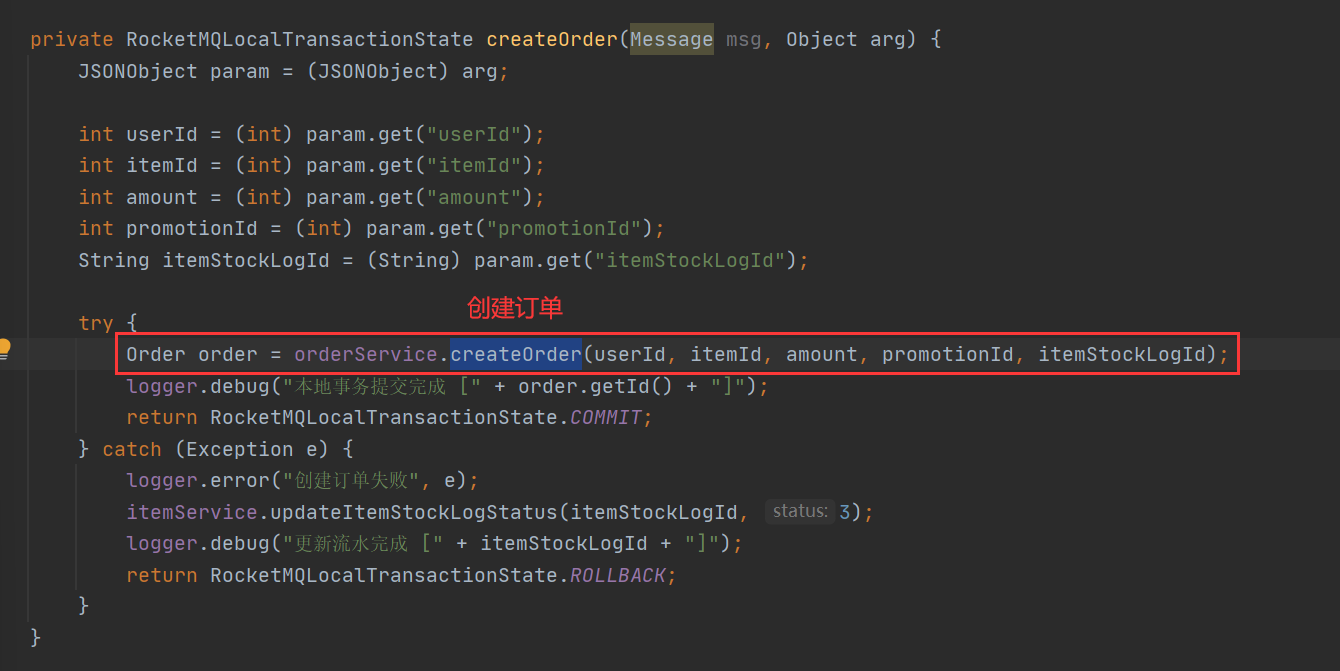 private RocketMQLocalTransactionState createOrder(Message msg, Object arg) {
JSONObject param = (JSONObject) arg;
int userId = (int) param.get("userId");
int itemId = (int) param.get("itemId");
int amount = (int) param.get("amount");
int promotionId = (int) param.get("promotionId");
String itemStockLogId = (String) param.get("itemStockLogId");
创建订单
try {
Order order = orderService.createOrder(userId, itemId, amount, promotionId, itemStockLogId);
logger.debug("本地事务提交完成 [" + order.getId() + "]");
return RocketMQLocalTransactionState.COMMIT;
} catch (Exception e) {
logger.error("创建订单失败", e);
itemService.updateItemStockLogStatus(itemStockLogId, status: 3);
logger.debug("更新流水完成 [" + itemStockLogId + "]");
return RocketMQLocalTransactionState.ROLLBACK;
}
}